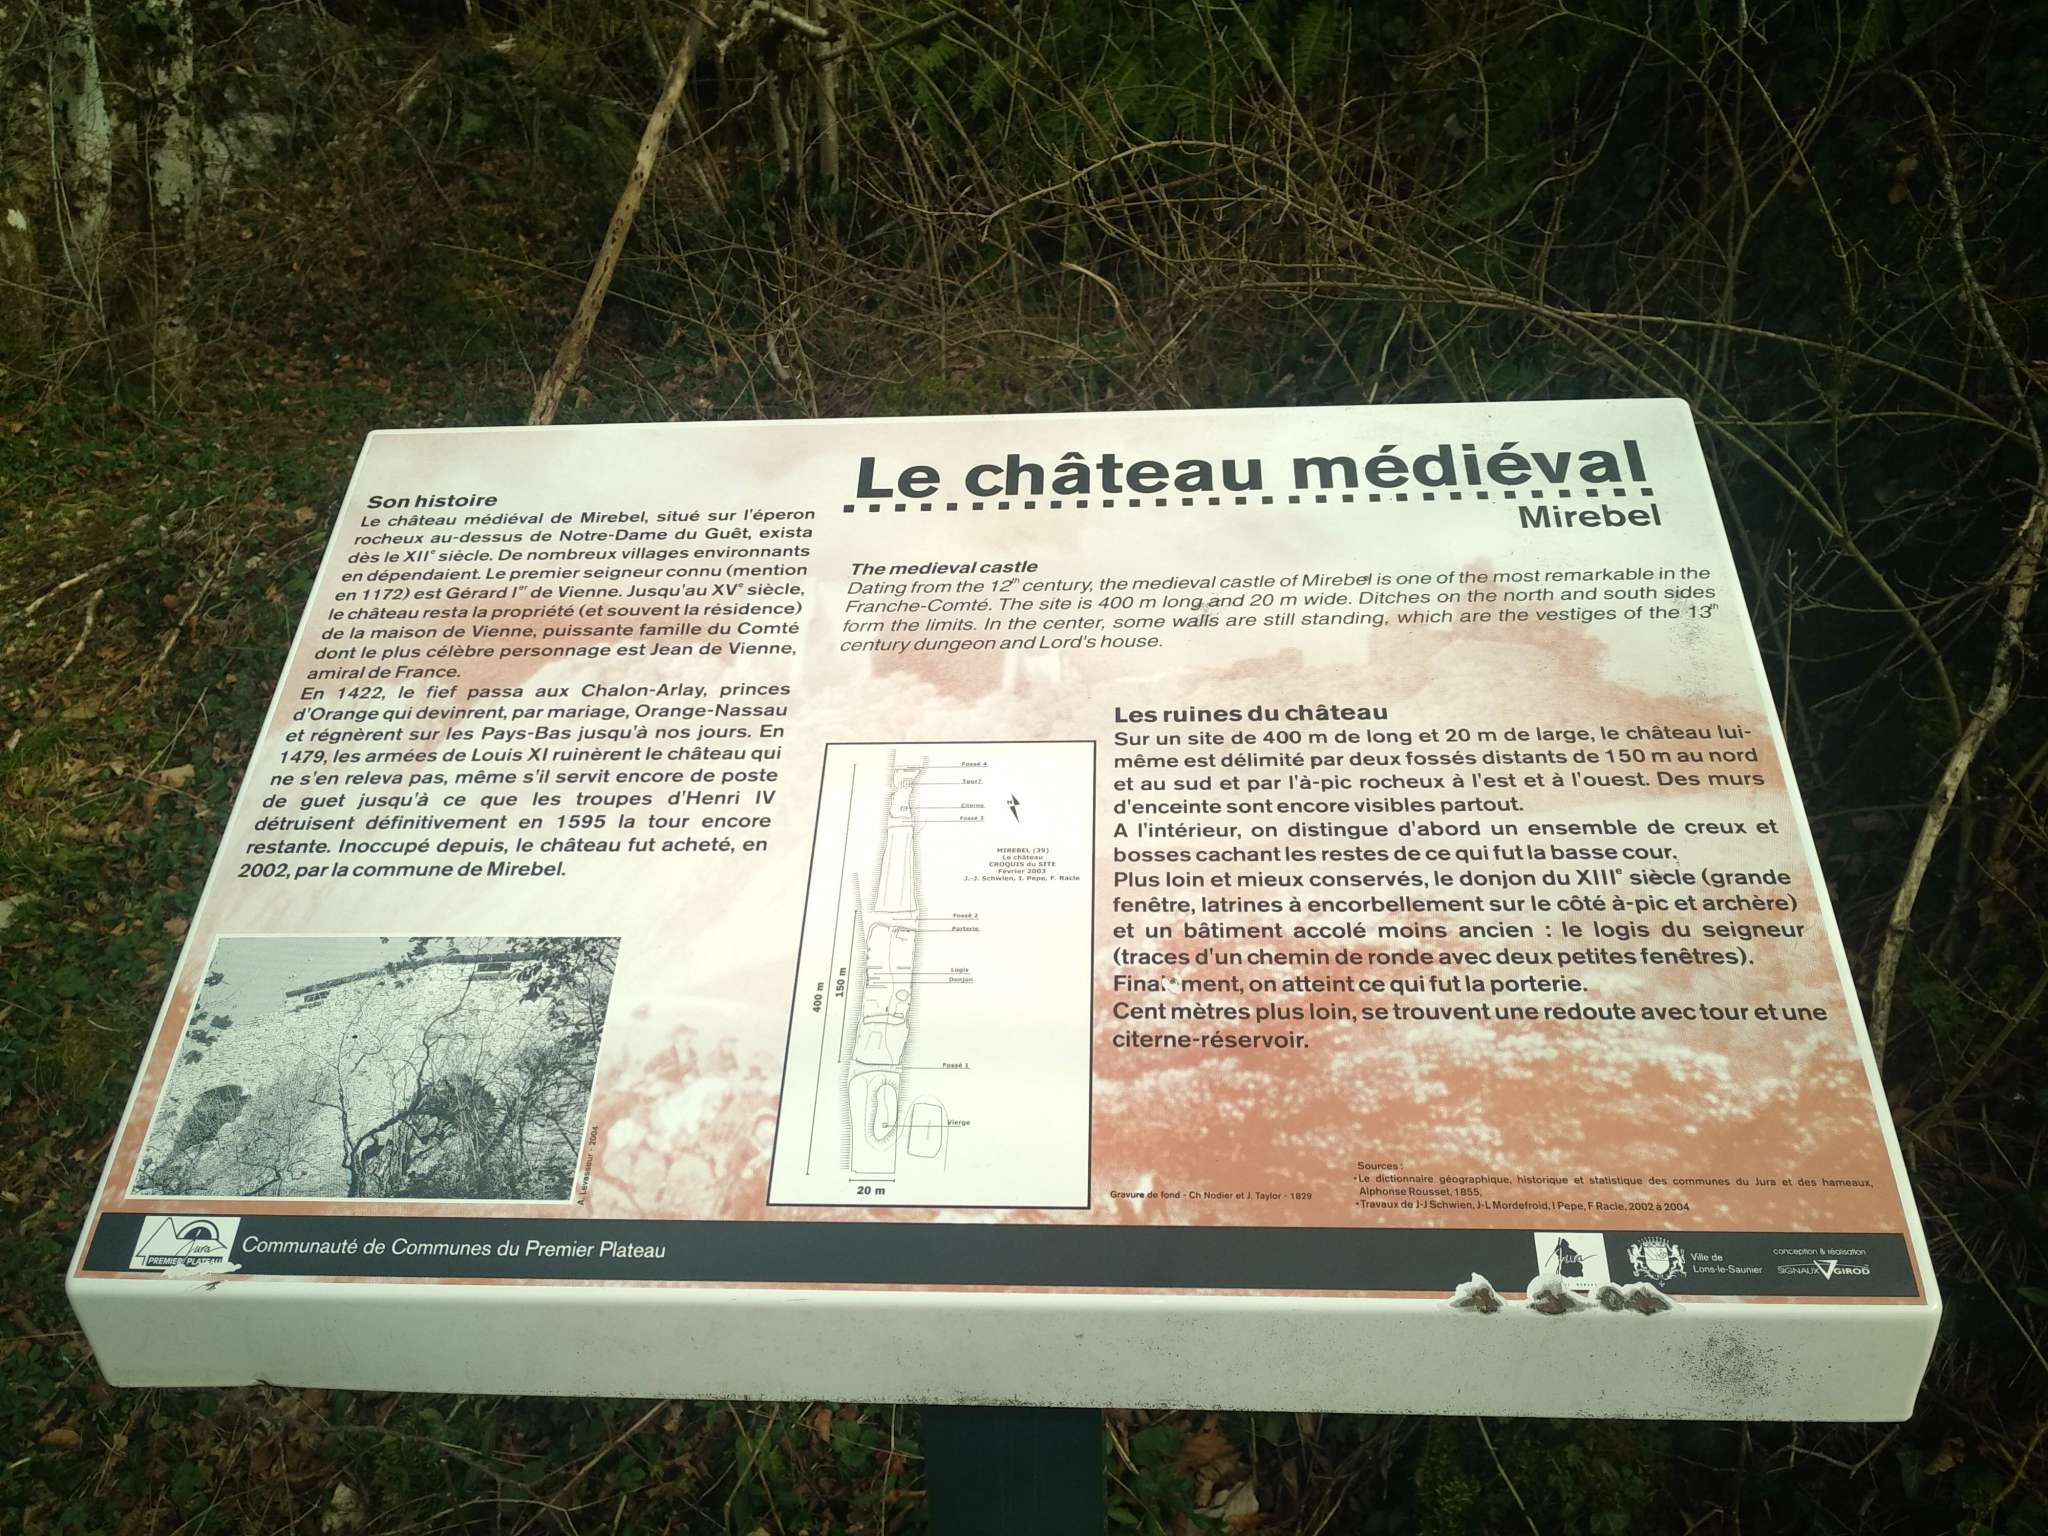 Le château médiéval
Mirebel
Son histoire
Le château médiéval de Mirebel, situé sur l'éperon
rocheux au-dessus de Notre-Dame du Guêt, exista
dès le XIIe siècle. De nombreux villages environnants
en dépendaient. Le premier seigneur connu (mention
en 1172) est Gérard Ier de Vienne. Jusqu'au XVe siècle,
le château resta la propriété (et souvent la résidence)
de la maison de Vienne, puissante famille du Comté
dont le plus célèbre personnage est Jean de Vienne,
amiral de France.
En 1422, le fief passa aux Chalon-Arlay, princes
d'Orange qui devinrent, par mariage, Orange-Nassau
et régnèrent sur les Pays-Bas jusqu'à nos jours. En
1479, les armées de Louis XI ruinèrent le château qui
ne s'en releva pas, même s'il servit encore de poste
de guet jusqu'à ce que les troupes d'Henri IV
détruisent définitivement en 1595 la tour encore
restante. Inoccupé depuis, le château fut acheté, en
2002, par la commune de Mirebel.
A. Levasseur - 2004
The medieval castle
Dating from the 12th century, the medieval castle of Mirebel is one of the most remarkable in the
Franche-Comté. The site is 400 m long and 20 m wide. Ditches on the north and south sides
form the limits. In the center, some walls are still standing, which are the vestiges of the 13th
century dungeon and Lord's house.
Fossé 4
Tour?
Citerne
Fossé 3
N
MIREBEL (39)
Le château
CROQUIS du SITE
Février 2003
J.-J. Schwien, I. Pepe, F. Racle
Fossé 2
Porterie
Logis
Donjon
400 m
150 m
Fossé 1
Vierge
20 m
Les ruines du château
Sur un site de 400 m de long et 20 m de large, le château lui-
même est délimité par deux fossés distants de 150 m au nord
et au sud et par l'à-pic rocheux à l'est et à l'ouest. Des murs
d'enceinte sont encore visibles partout.
A l'intérieur, on distingue d'abord un ensemble de creux et
bosses cachant les restes de ce qui fut la basse cour.
Plus loin et mieux conservés, le donjon du XIIIe siècle (grande
fenêtre, latrines à encorbellement sur le côté à-pic et archère)
et un bâtiment accolé moins ancien : le logis du seigneur
(traces d'un chemin de ronde avec deux petites fenêtres).
Finalement, on atteint ce qui fut la porterie.
Cent mètres plus loin, se trouvent une redoute avec tour et une
citerne-réservoir.
Gravure de fond - Ch Nodier et J. Taylor - 1829
Sources :
•Le dictionnaire géographique, historique et statistique des communes du Jura et des hameaux,
Alphonse Rousset, 1855,
•Travaux de J-J Schwien, J-L Mordefroid, I Pepe, F Racle, 2002 à 2004
Jura
PREMIER PLATEAU
Communauté de Communes du Premier Plateau
Jura
Ville de
Lons-le-Saunier
conception & réalisation
SIGNAUX GIROD